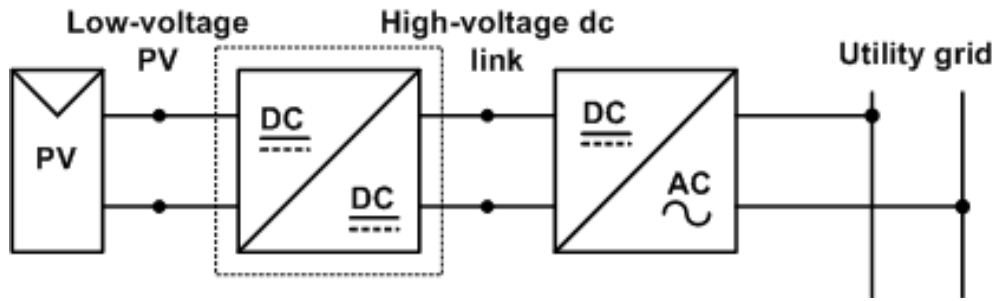 Low-voltage
PV
High-voltage dc
link
Utility grid
PV
DC
DC
DC
AC